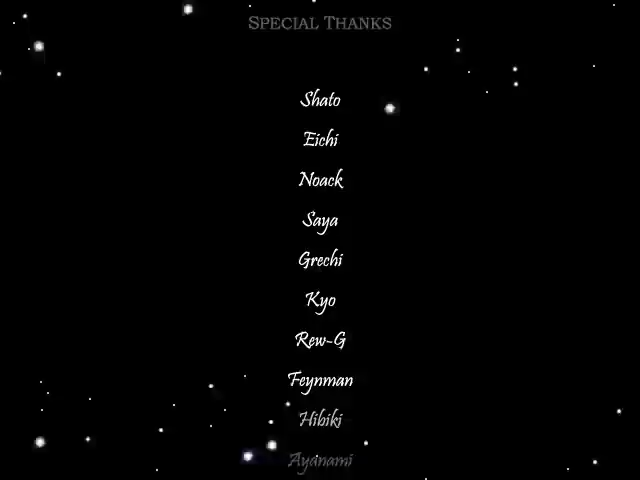 Special Thanks
Shato
Eichi
Noack
Saya
Grechi
Kyo
Rew-G
Feynman
Hibiki
Ayanami